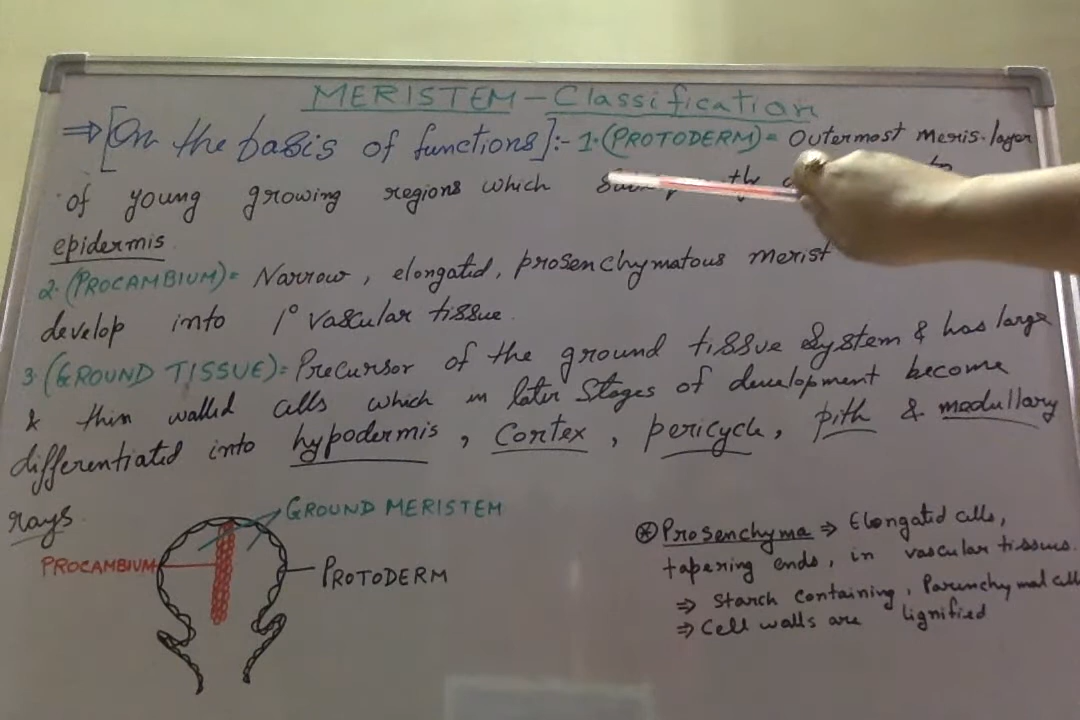 MERISTEM - Classification
⇒[On the basis of functions]:- 1.(PROTODERM)= Outermost meris. layer
of young growing regions which
epidermis.
2.(PROCAMBIUM)= Narrow, elongated, prosenchymatous merist
develop into 1° vascular tissue.
3.(GROUND TISSUE)= Precursor of the ground tissue system & has large
& thin walled cells which in later stages of development become
differentiated into hypodermis, cortex, pericycle, pith & medullary
rays.
GROUND MERISTEM
PROCAMBIUM
PROTODERM
⊛ Prosenchyma ⇒ Elongated cells,
tapering ends, in vascular tissues.
⇒ Starch containing, Parenchymal cell
⇒ Cell walls are lignified